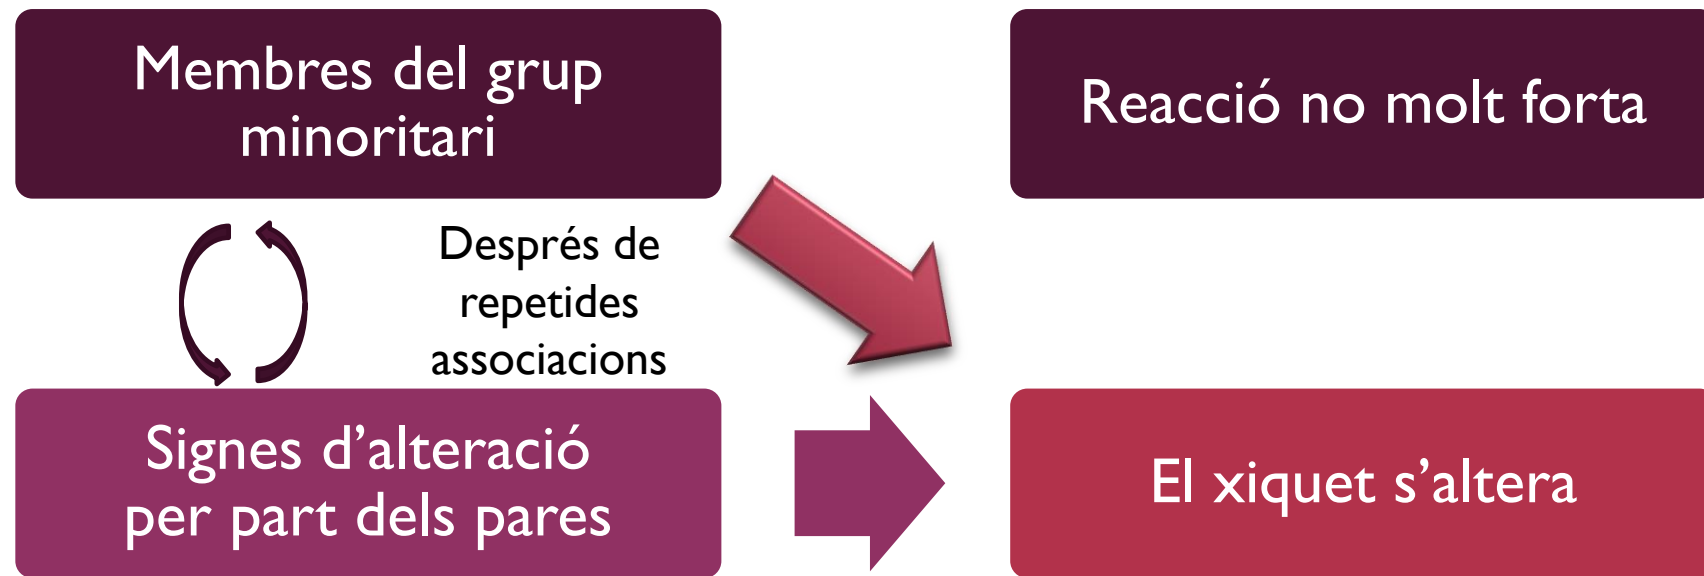 Membres del grup
minoritari
Reacció no molt forta
Després de
repetides
associacions
Signes d’alteració
per part dels pares
El xiquet s’altera